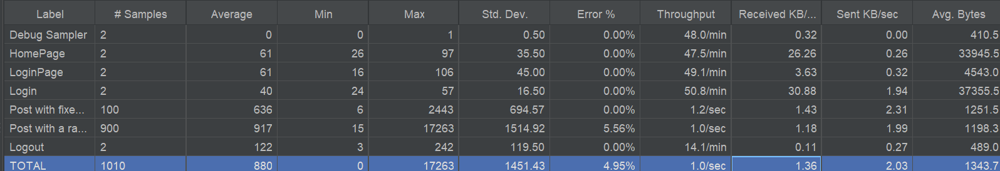 Label # Samples Average Min Max Std. Dev. Error % Throughput Received KB/... Sent KB/sec Avg. Bytes
Debug Sampler 2 0 0 1 0.50 0.00% 48.0/min 0.32 0.00 410.5
HomePage 2 61 26 97 35.50 0.00% 47.5/min 26.26 0.26 33945.5
LoginPage 2 61 16 106 45.00 0.00% 49.1/min 3.63 0.32 4543.0
Login 2 40 24 57 16.50 0.00% 50.8/min 30.88 1.94 37355.5
Post with fixe... 100 636 6 2443 694.57 0.00% 1.2/sec 1.43 2.31 1251.5
Post with a ra... 900 917 15 17263 1514.92 5.56% 1.0/sec 1.18 1.99 1198.3
Logout 2 122 3 242 119.50 0.00% 14.1/min 0.11 0.27 489.0
TOTAL 1010 880 0 17263 1451.43 4.95% 1.0/sec 1.36 2.03 1343.7